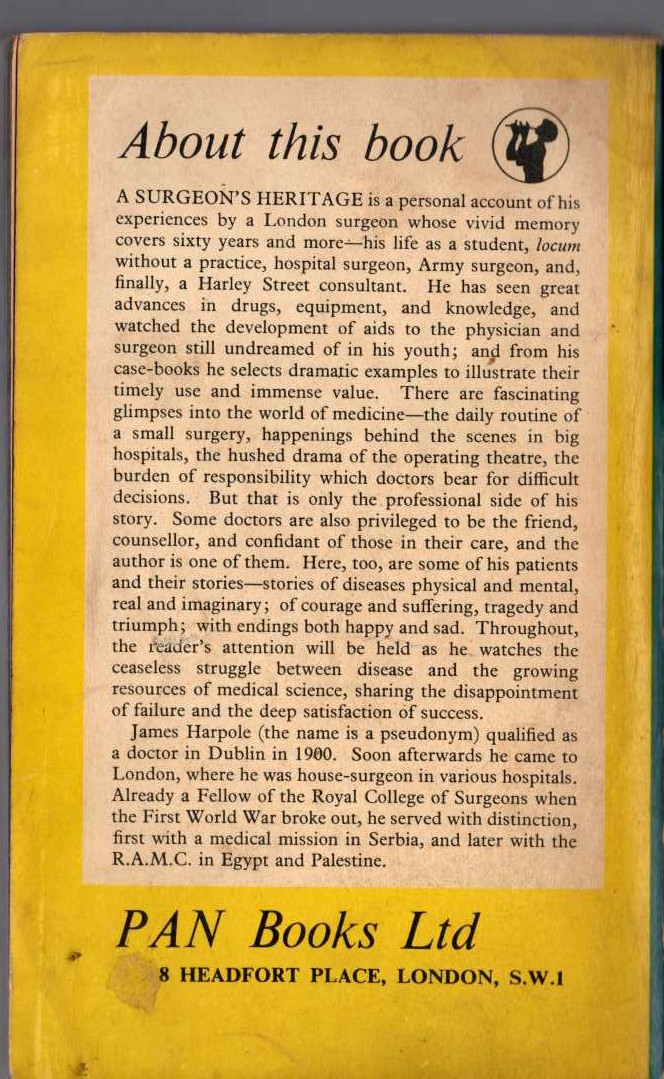 About this book
A SURGEON'S HERITAGE is a personal account of his
experiences by a London surgeon whose vivid memory
covers sixty years and more—his life as a student, locum
without a practice, hospital surgeon, Army surgeon, and,
finally, a Harley Street consultant. He has seen great
advances in drugs, equipment, and knowledge, and
watched the development of aids to the physician and
surgeon still undreamed of in his youth; and from his
case-books he selects dramatic examples to illustrate their
timely use and immense value. There are fascinating
glimpses into the world of medicine—the daily routine of
a small surgery, happenings behind the scenes in big
hospitals, the hushed drama of the operating theatre, the
burden of responsibility which doctors bear for difficult
decisions. But that is only the professional side of his
story. Some doctors are also privileged to be the friend,
counsellor, and confidant of those in their care, and the
author is one of them. Here, too, are some of his patients
and their stories—stories of diseases physical and mental,
real and imaginary; of courage and suffering, tragedy and
triumph; with endings both happy and sad. Throughout,
the reader's attention will be held as he watches the
ceaseless struggle between disease and the growing
resources of medical science, sharing the disappointment
of failure and the deep satisfaction of success.
James Harpole (the name is a pseudonym) qualified as
a doctor in Dublin in 1900. Soon afterwards he came to
London, where he was house-surgeon in various hospitals.
Already a Fellow of the Royal College of Surgeons when
the First World War broke out, he served with distinction,
first with a medical mission in Serbia, and later with the
R.A.M.C. in Egypt and Palestine.
PAN Books Ltd
8 HEADFORT PLACE, LONDON, S.W.1